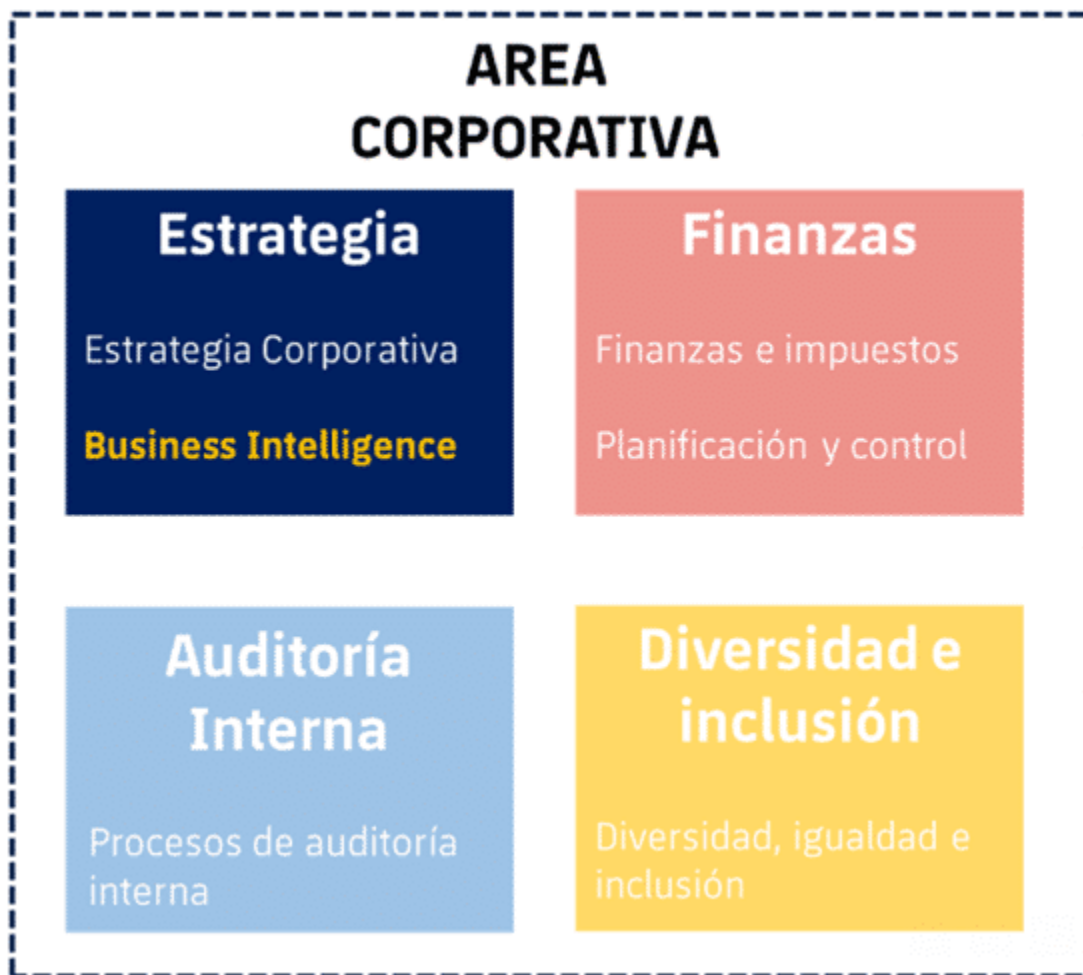 AREA
CORPORATIVA
Estrategia
Estrategia Corporativa
Business Intelligence
Finanzas
Finanzas e impuestos
Planificación y control
Auditoría
Interna
Procesos de auditoría
interna
Diversidad e
inclusión
Diversidad, igualdad e
inclusión